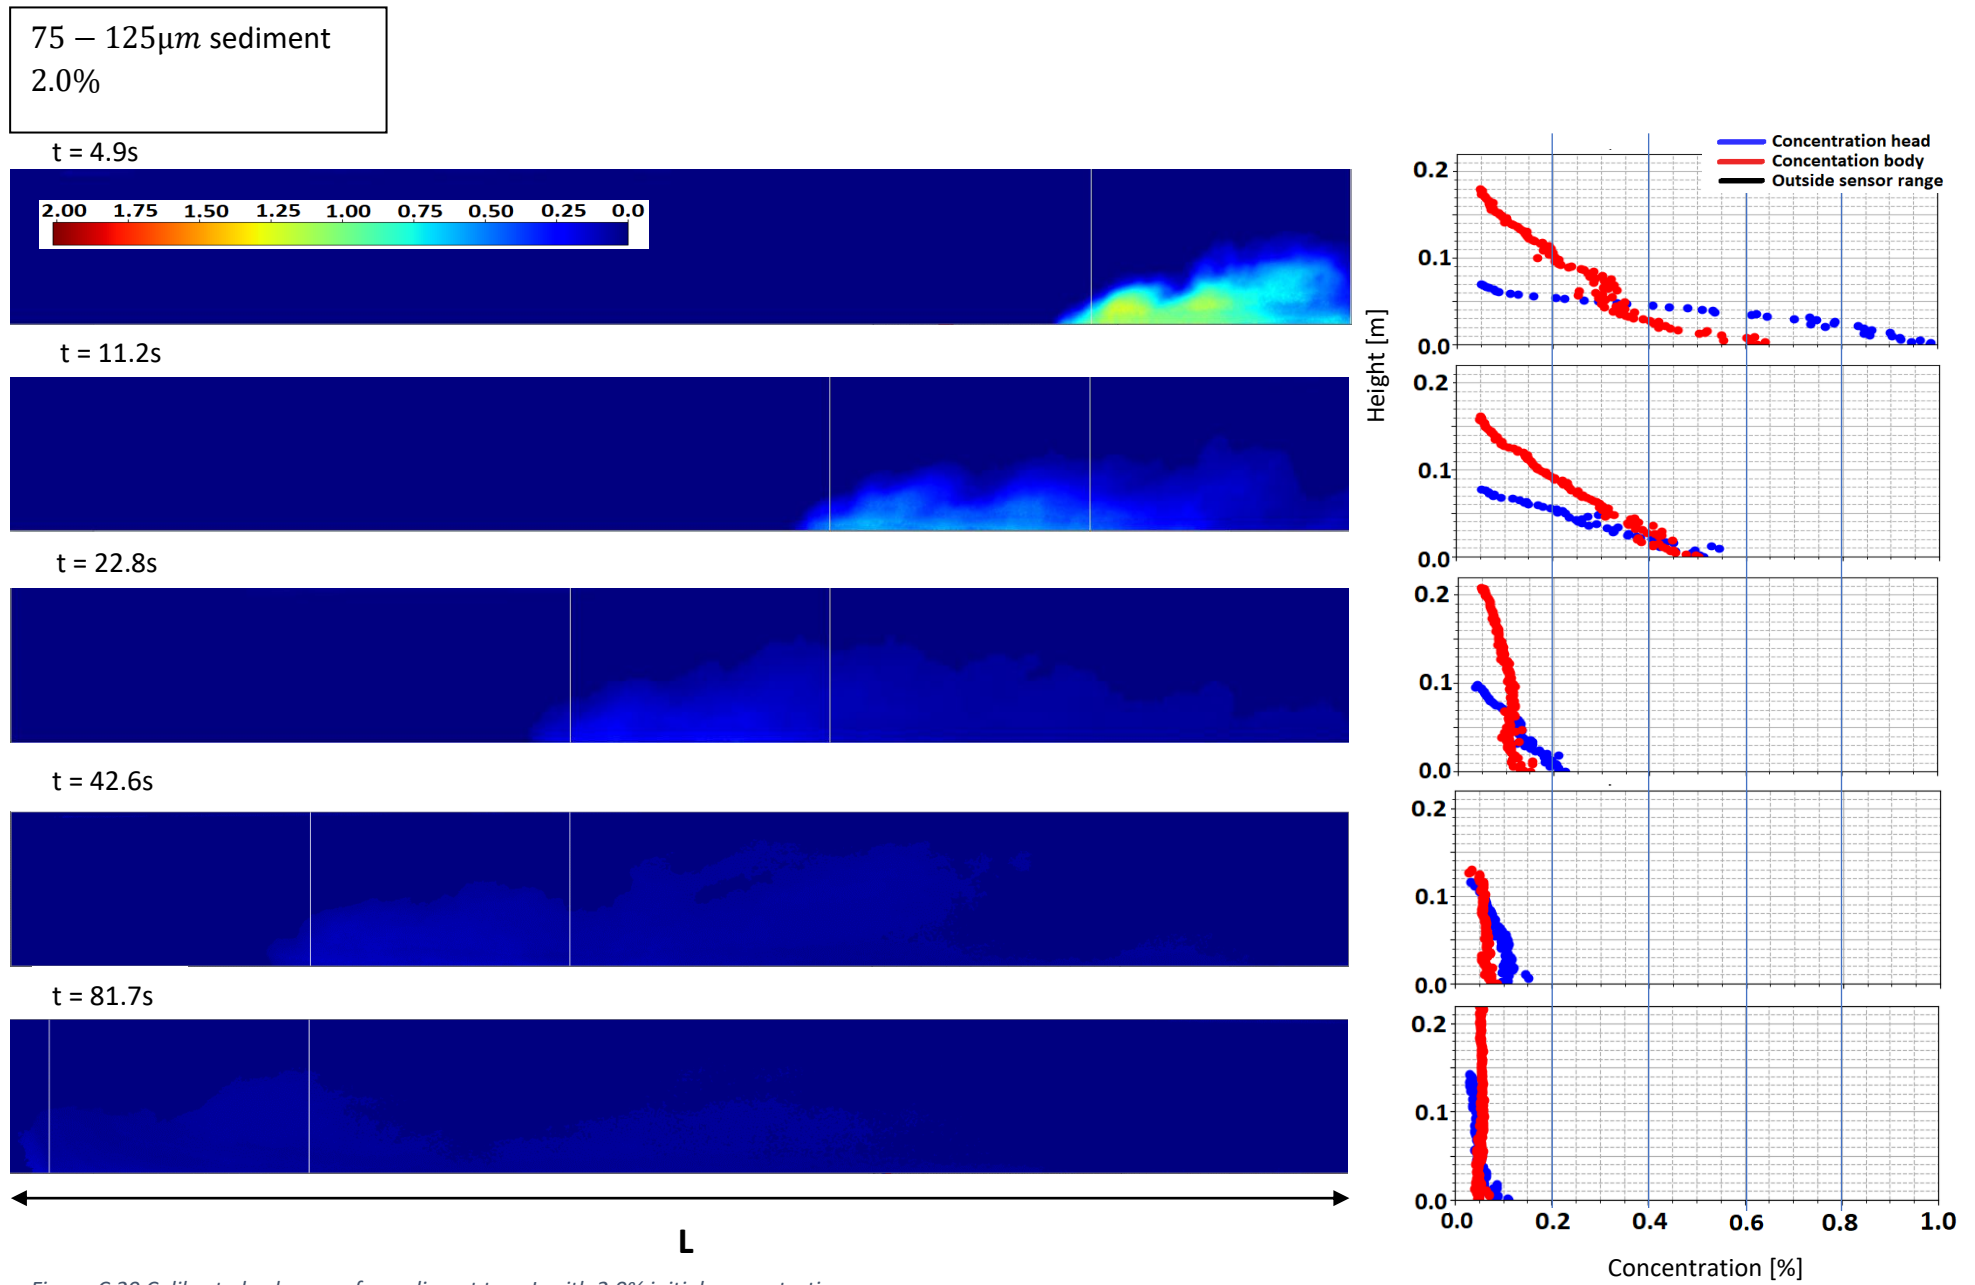 75 – 125μm sediment
2.0%
t = 4.9s
2.00 1.75 1.50 1.25 1.00 0.75 0.50 0.25 0.0
t = 11.2s
t = 22.8s
t = 42.6s
t = 81.7s
L
Concentration head
Concentation body
Outside sensor range
Height [m]
0.2
0.1
0.0
0.2
0.1
0.0
0.2
0.1
0.0
0.2
0.1
0.0
0.2
0.1
0.0
0.0 0.2 0.4 0.6 0.8 1.0
Concentration [%]